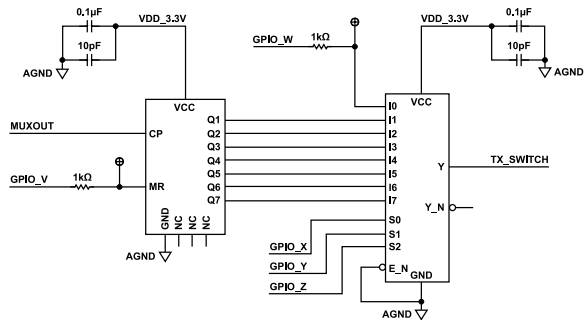 0.1µF
VDD_3.3V
10pF
AGND
GPIO_W
1kΩ
VDD_3.3V
0.1µF
10pF
AGND
VCC
VCC
MUXOUT
CP
Q1
Q2
Q3
Q4
Q5
Q6
Q7
I0
I1
I2
I3
I4
I5
I6
I7
Y
TX_SWITCH
GPIO_V
1kΩ
MR
Y_N
GND
NC
NC
NC
AGND
S0
S1
S2
GPIO_X
GPIO_Y
GPIO_Z
E_N
GND
AGND